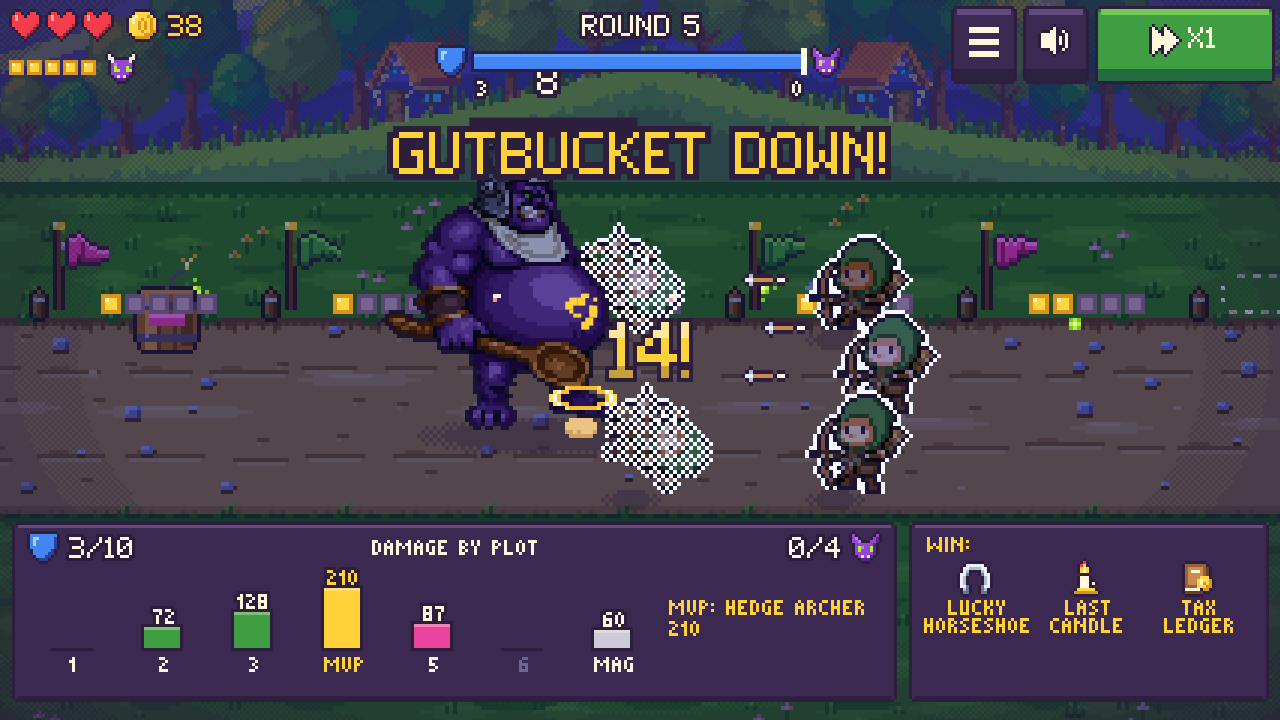 38
ROUND 5
X1
3
8
0
GUTBUCKET DOWN!
14!
3/10
DAMAGE BY PLOT
0/4
72
128
210
87
60
1
2
3
MVP
5
6
MAG
MVP: HEDGE ARCHER
210
WIN:
LUCKY
HORSESHOE
LAST
CANDLE
TAX
LEDGER